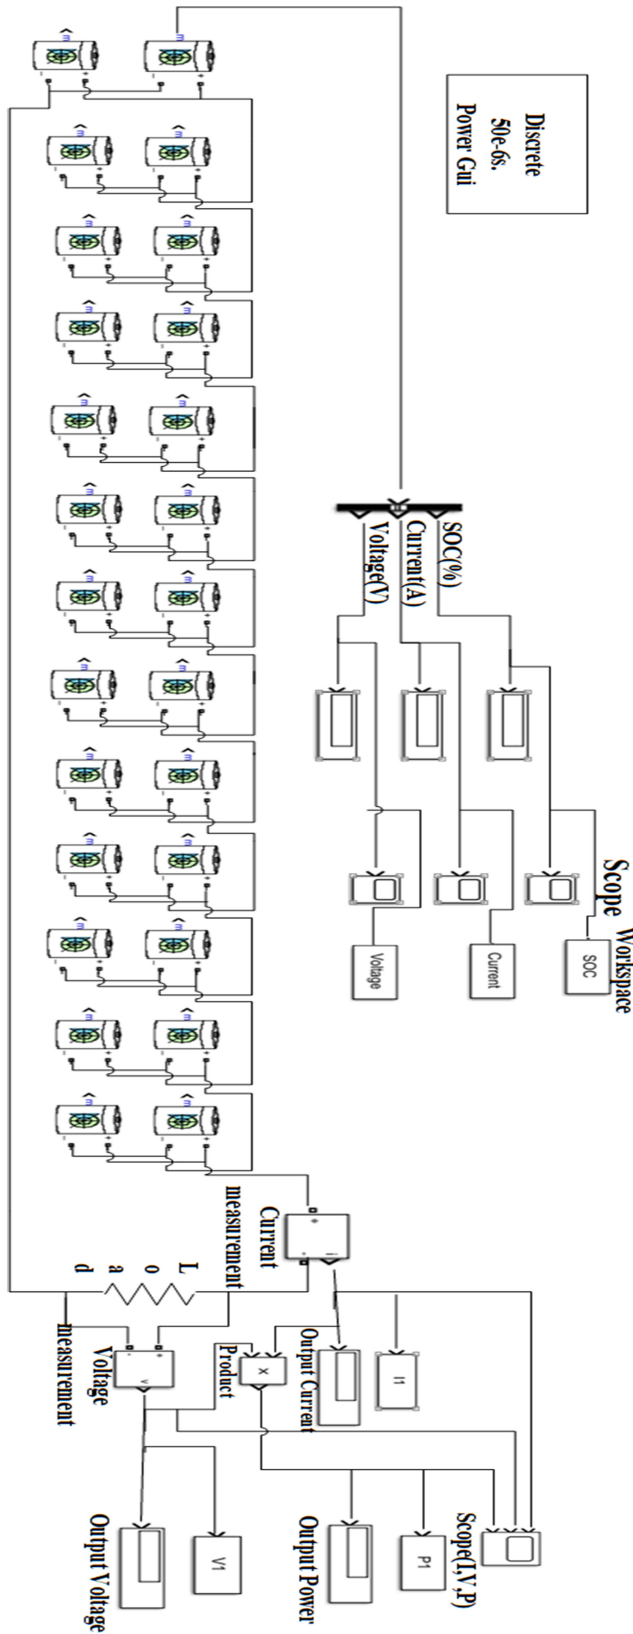 Discrete
50e-6s.
Power Gui
Scope
Workspace
SOC(%)
Current(A)
Voltage(V)
SOC
Current
Voltage
Scope(I,V,P)
P1
Output Power
I1
Output Current
X
Product
V1
Output Voltage
i
+
-
Current
measurement
L
o
a
d
v
+
-
Voltage
measurement
m m m m m m m m m m m m m
+ - + - + - + - + - + - + - + - + - + - + - + - + -
m m m m m m m m m m m m m
+ - + - + - + - + - + - + - + - + - + - + - + - + -